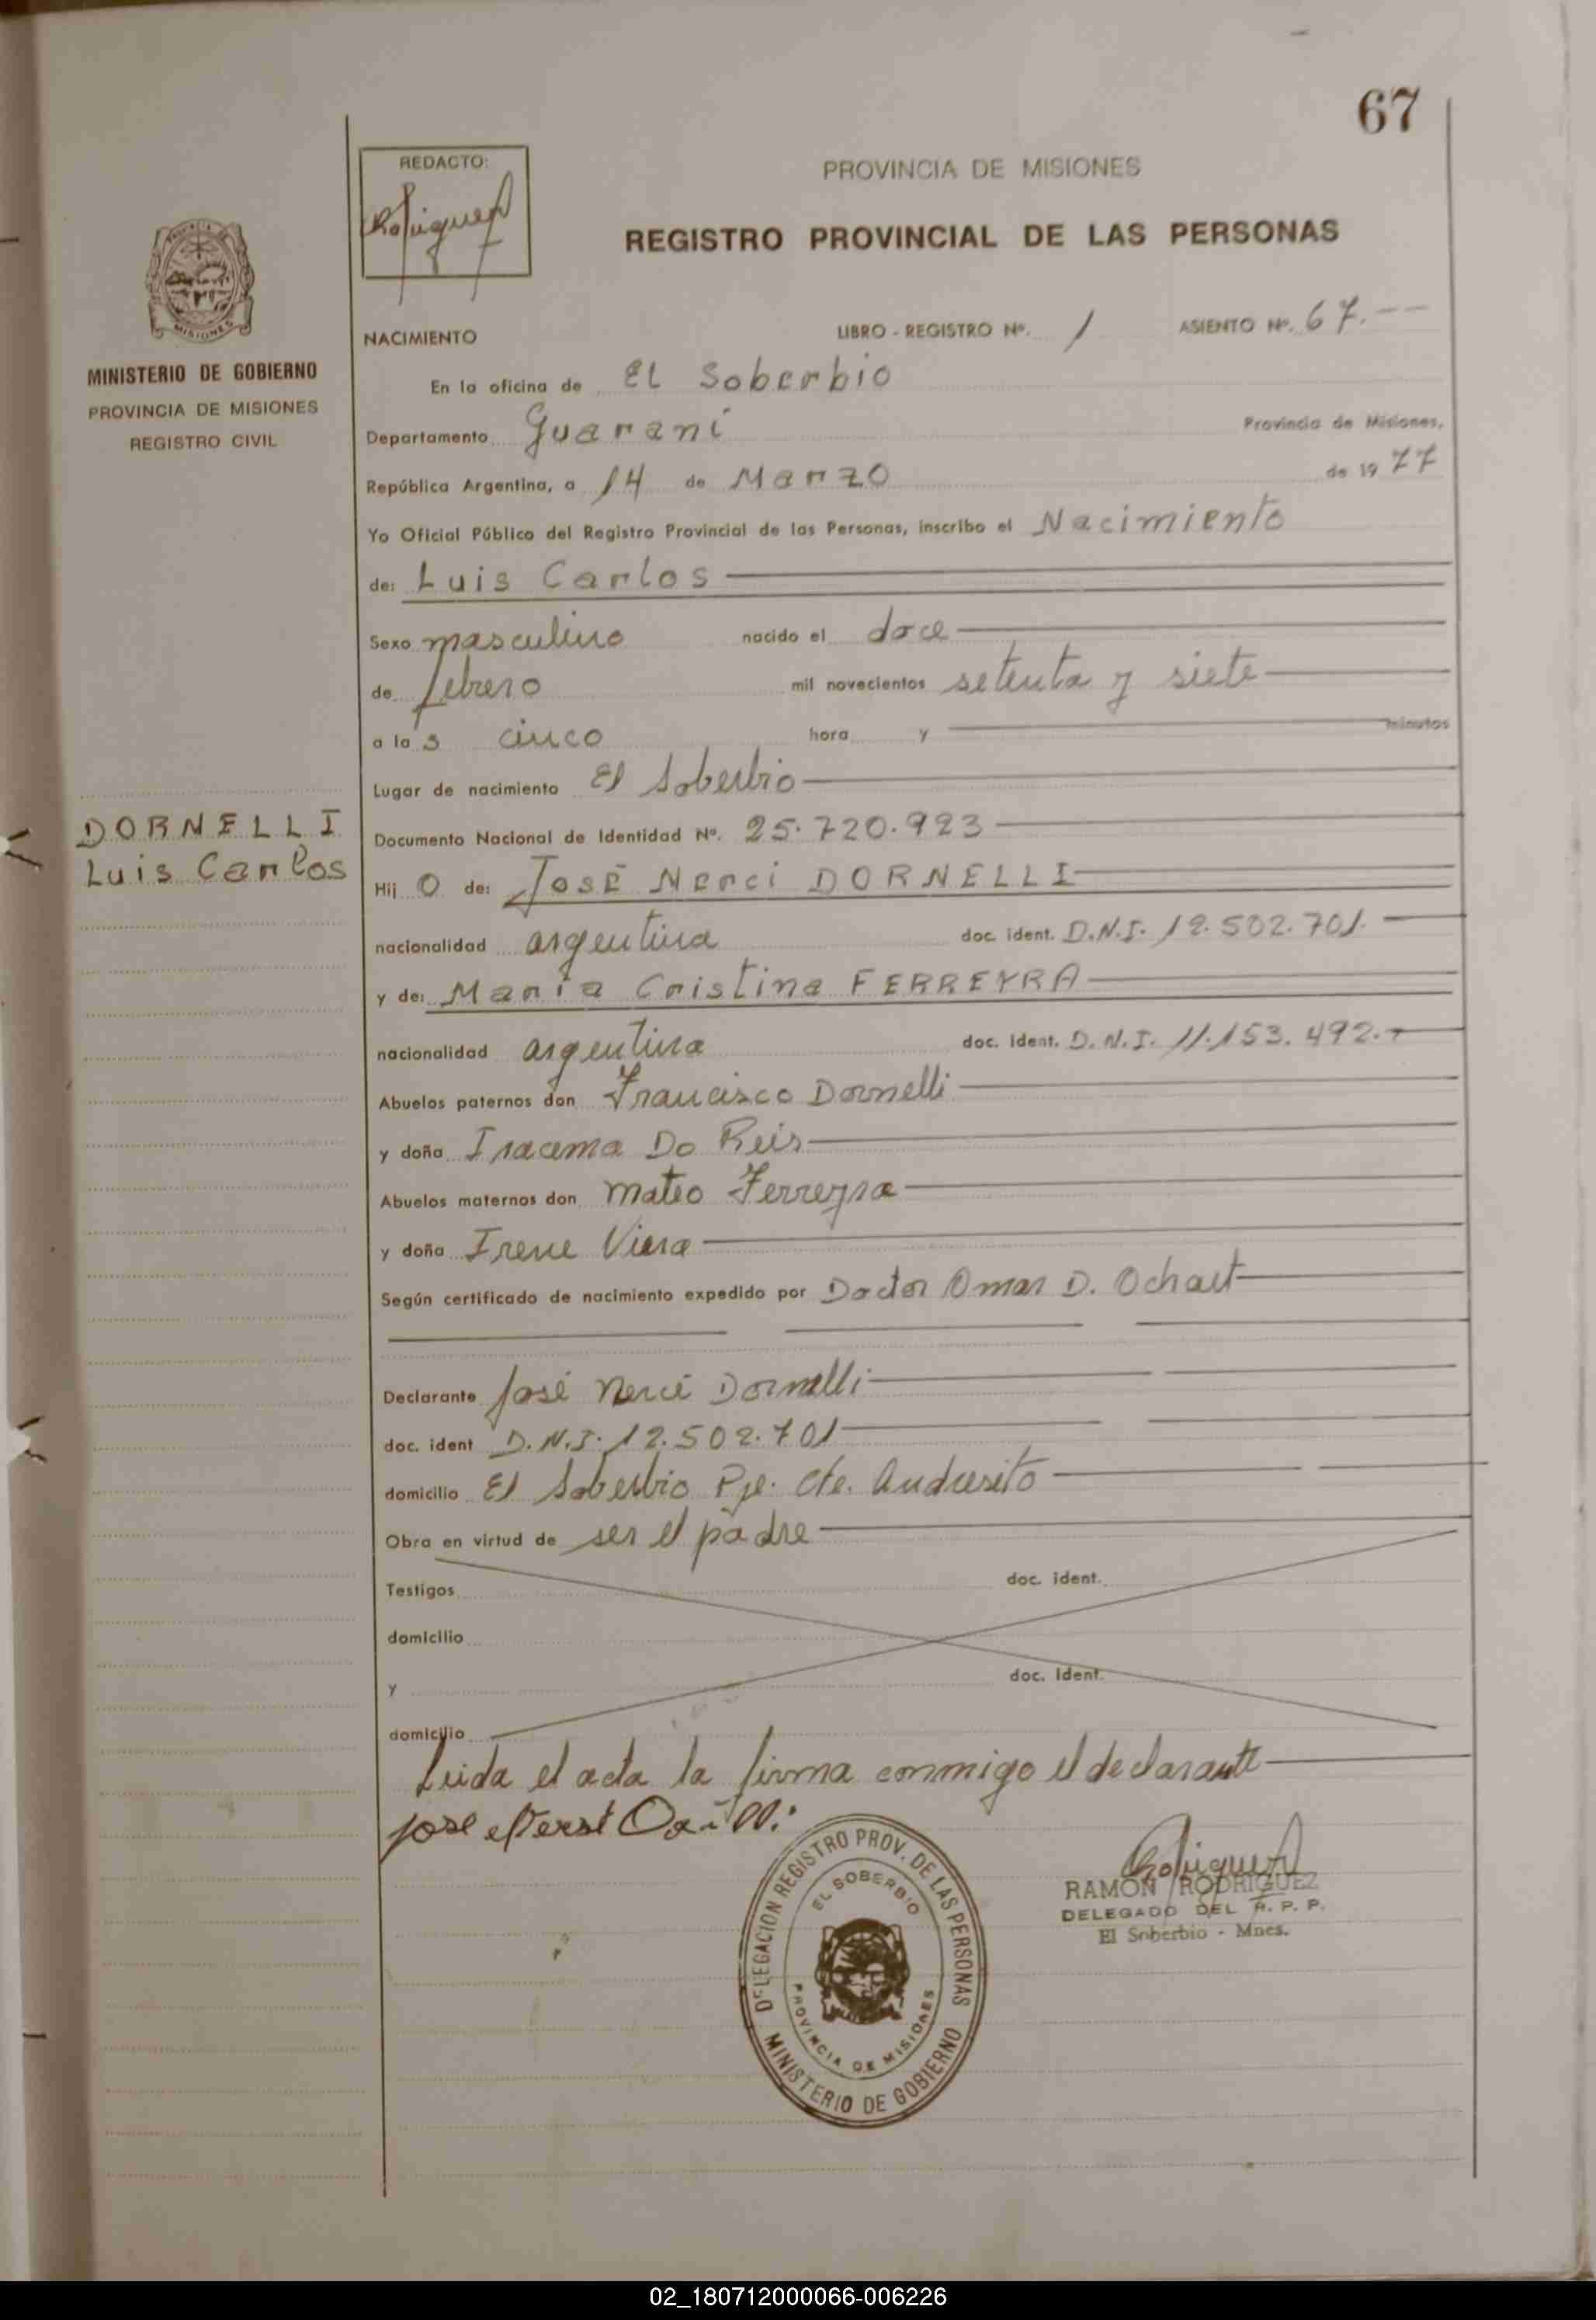 67
REDACTO:
PROVINCIA DE MISIONES
REGISTRO PROVINCIAL DE LAS PERSONAS
MISIONES
MINISTERIO DE GOBIERNO
PROVINCIA DE MISIONES
REGISTRO CIVIL
NACIMIENTO LIBRO - REGISTRO Nº. 1 ASIENTO Nº. 67.--
En la oficina de El Soberbio
Departamento Guaraní Provincia de Misiones,
República Argentina, a 14 de Marzo de 1977
Yo Oficial Público del Registro Provincial de las Personas, inscribo el Nacimiento
de: Luis Carlos
Sexo masculino nacido el doce
de febrero mil novecientos setenta y siete
a las cinco hora y minutos
Lugar de nacimiento El Soberbio
DORNELLI
Luis Carlos
Documento Nacional de Identidad Nº. 25.720.923
Hijo de: José Nerci DORNELLI
nacionalidad argentina doc. ident. D.N.I. 12.502.701.
y de: María Cristina FERREYRA
nacionalidad argentina doc. ident. D.N.I. 11.153.492.-
Abuelos paternos don Francisco Dornelli
y doña Iracema Do Reis
Abuelos maternos don Mateo Ferreyra
y doña Irene Viera
Según certificado de nacimiento expedido por Doctor Omar D.
Declarante José Nerci Dornelli
doc. ident D.N.I. 12.502.701
domicilio El Soberbio Pje. Cte. Andresito
Obra en virtud de ser el padre
Testigos doc. ident.
domicilio
y doc. ident.
domicilio
Leida el acta la firma conmigo el declarante
RAMON RODRIGUEZ
DELEGADO DEL R. P. P.
El Soberbio - Mnes.
DELEGACION REGISTRO PROV. DE LAS PERSONAS
EL SOBERBIO
PROVINCIA DE MISIONES
MINISTERIO DE GOBIERNO
02_180712000066-006226